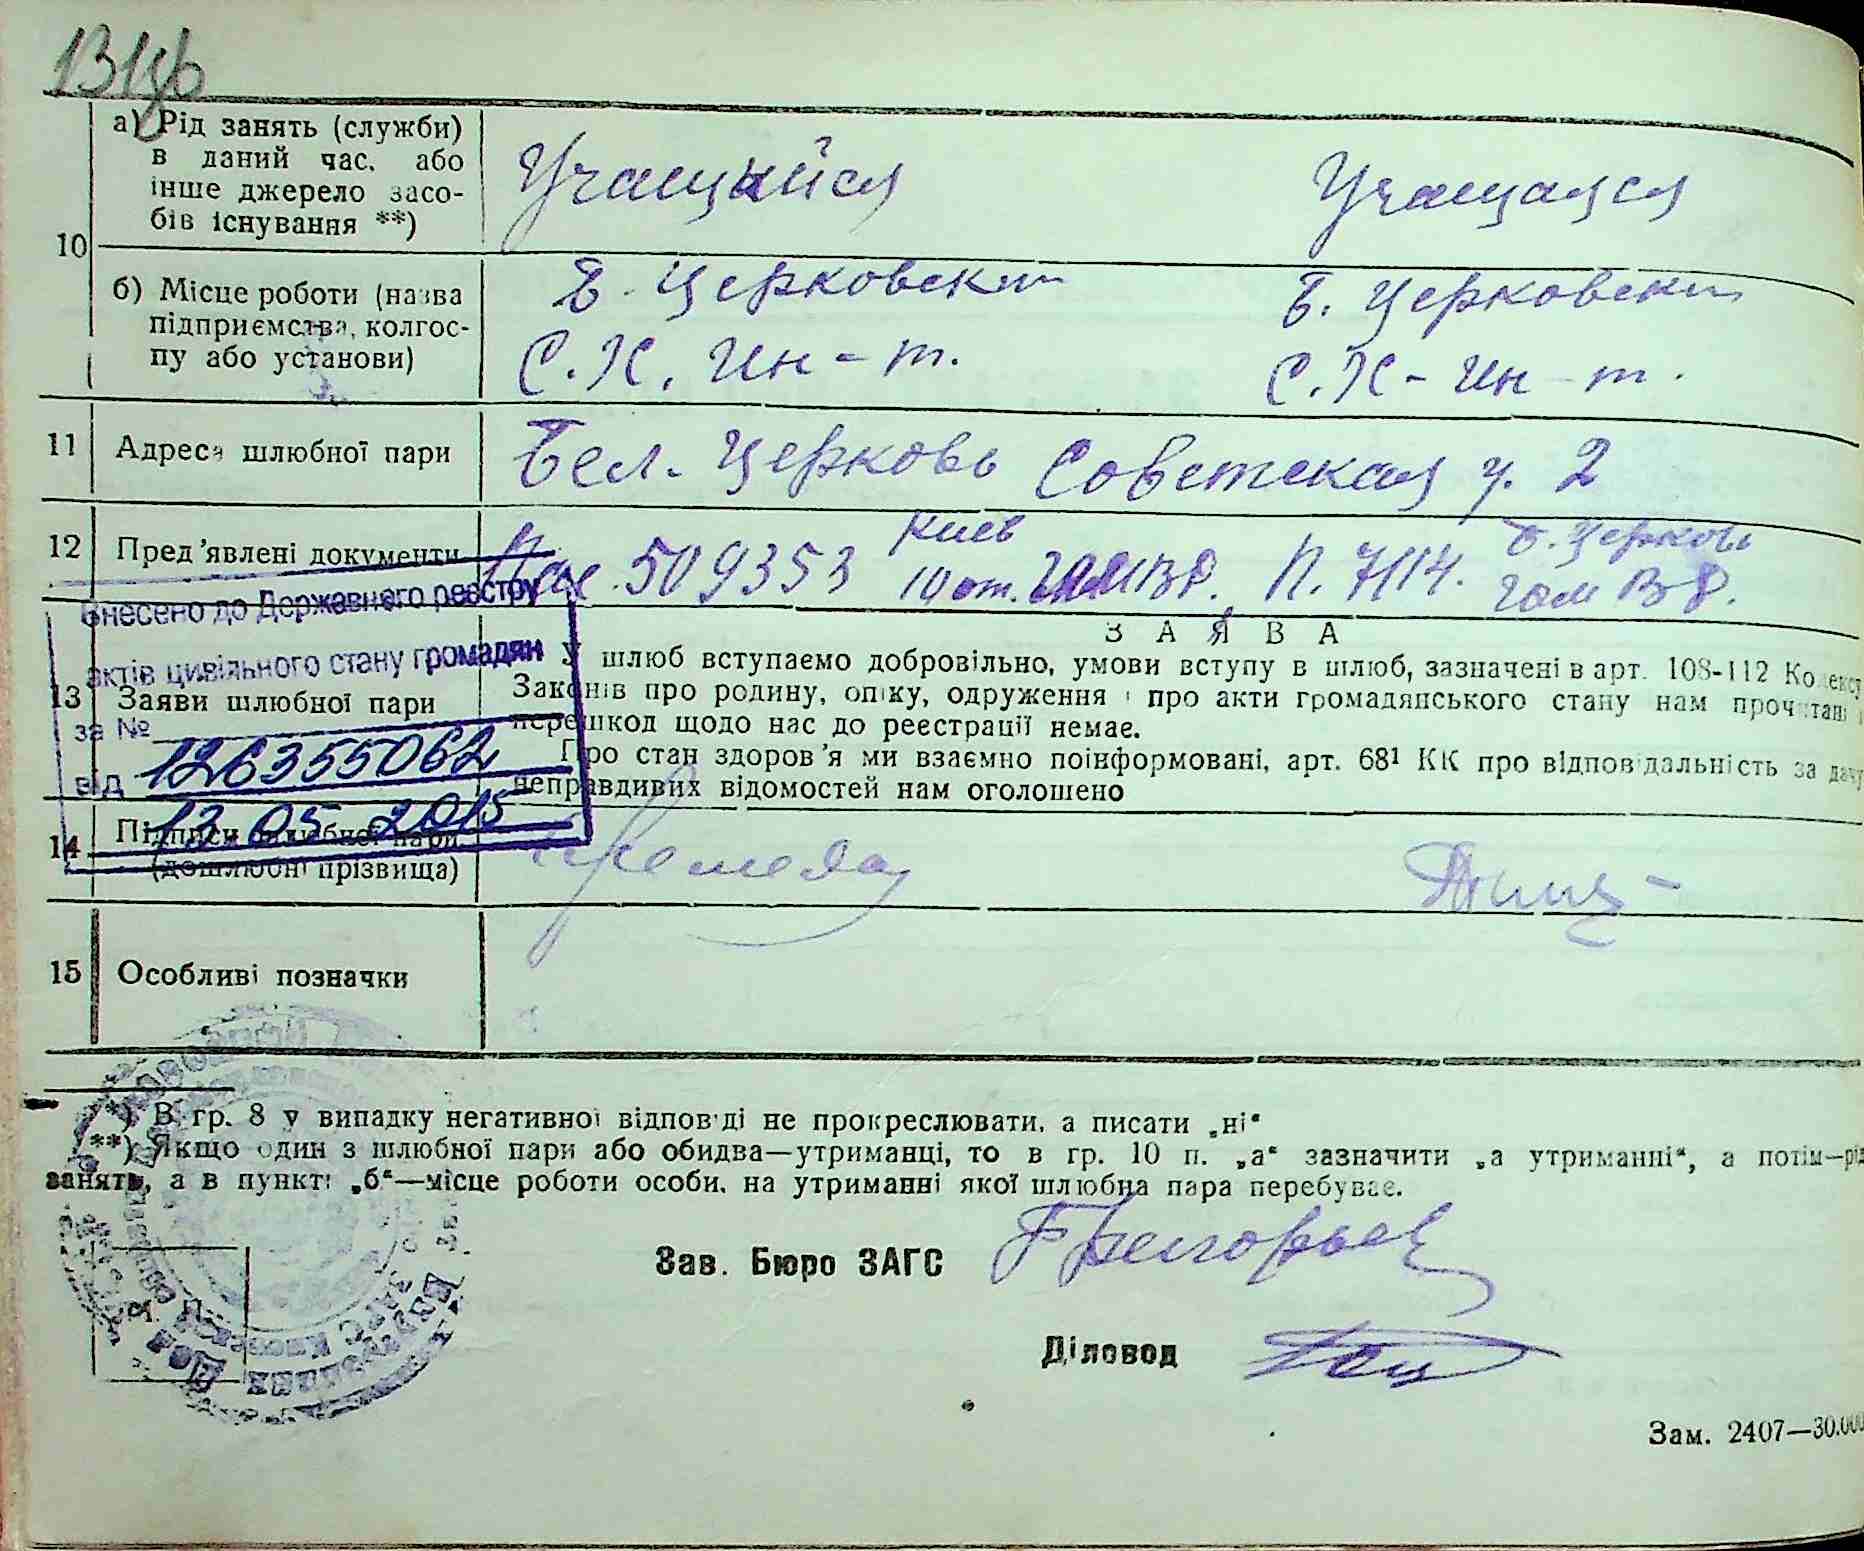 10 а) Рід занять (служби) в даний час, або інше джерело засобів існування **)
Учащийся Учащаяся
б) Місце роботи (назва підприємства, колгоспу або установи)
Б. Церковский Б. Церковский
С.Х. Ин-т. С.Х-Ин-т.
11 Адреса шлюбної пари
Бел. Церковь Советская у. 2
12 Пред'явлені документи
Пас. 509353 Киев 10 от. П. 7114. Б. Церковь
Внесено до Державного реєстру
актів цивільного стану громадян
за № 126355062
від 12 05 2015
13 Заяви шлюбної пари
ЗАЯВА
У шлюб вступаємо добровільно, умови вступу в шлюб, зазначені в арт. 108-112 Кодексу
Законів про родину, опіку, одруження і про акти громадянського стану нам прочитані і
перешкод щодо нас до реєстрації немає.
Про стан здоров'я ми взаємно поінформовані, арт. 68¹ КК про відповідальність за дачу
неправдивих відомостей нам оголошено
14 Підписи шлюбної пари
(дошлюбні прізвища)
15 Особливі позначки
*) В гр. 8 у випадку негативної відповіді не прокреслювати, а писати „ні"
**) Якщо один з шлюбної пари або обидва—утриманці, то в гр. 10 п. „а" зазначити „а утриманні", а потім—рід
занять, а в пункті „б"—місце роботи особи, на утриманні якої шлюбна пара перебуває.
Зав. Бюро ЗАГС
Діловод
Зам. 2407—30.000